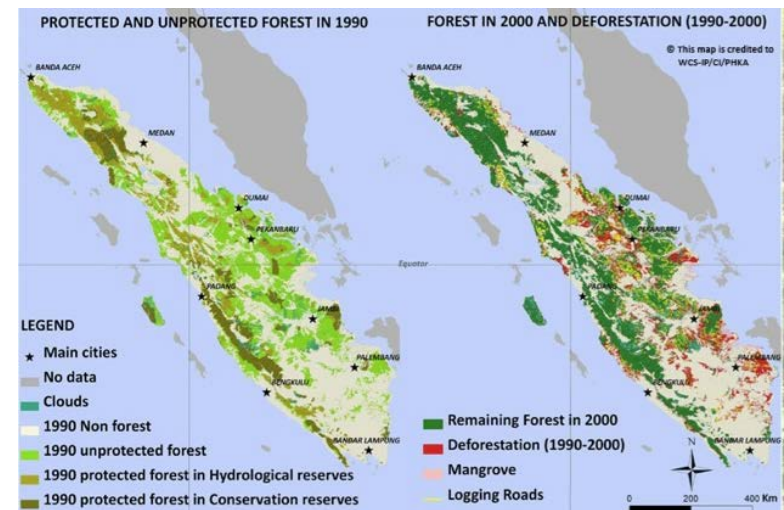 PROTECTED AND UNPROTECTED FOREST IN 1990
BANDA ACEH
MEDAN
DUMAI
PEKANBARU
PADANG
JAMBI
PALEMBANG
BENGKULU
BANDAR LAMPUNG
Equator
LEGEND
Main cities
No data
Clouds
1990 Non forest
1990 unprotected forest
1990 protected forest in Hydrological reserves
1990 protected forest in Conservation reserves
FOREST IN 2000 AND DEFORESTATION (1990-2000)
© This map is credited to
WCS-IP/CI/PHKA
BANDA ACEH
MEDAN
DUMAI
PEKANBARU
PADANG
JAMBI
PALEMBANG
BENGKULU
BANDAR LAMPUNG
Remaining Forest in 2000
Deforestation (1990-2000)
Mangrove
Logging Roads
N
0 200 400 Km